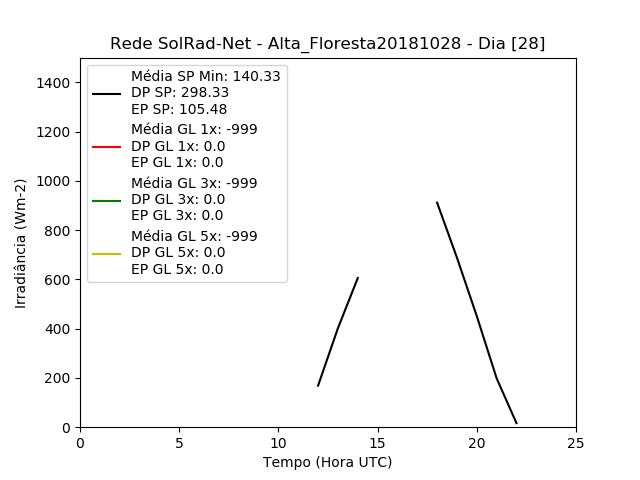 Rede SolRad-Net - Alta_Floresta20181028 - Dia [28]
Média SP Min: 140.33
DP SP: 298.33
EP SP: 105.48
Média GL 1x: -999
DP GL 1x: 0.0
EP GL 1x: 0.0
Média GL 3x: -999
DP GL 3x: 0.0
EP GL 3x: 0.0
Média GL 5x: -999
DP GL 5x: 0.0
EP GL 5x: 0.0
Irradiância (Wm-2)
1400
1200
1000
800
600
400
200
0
0 5 10 15 20 25
Tempo (Hora UTC)